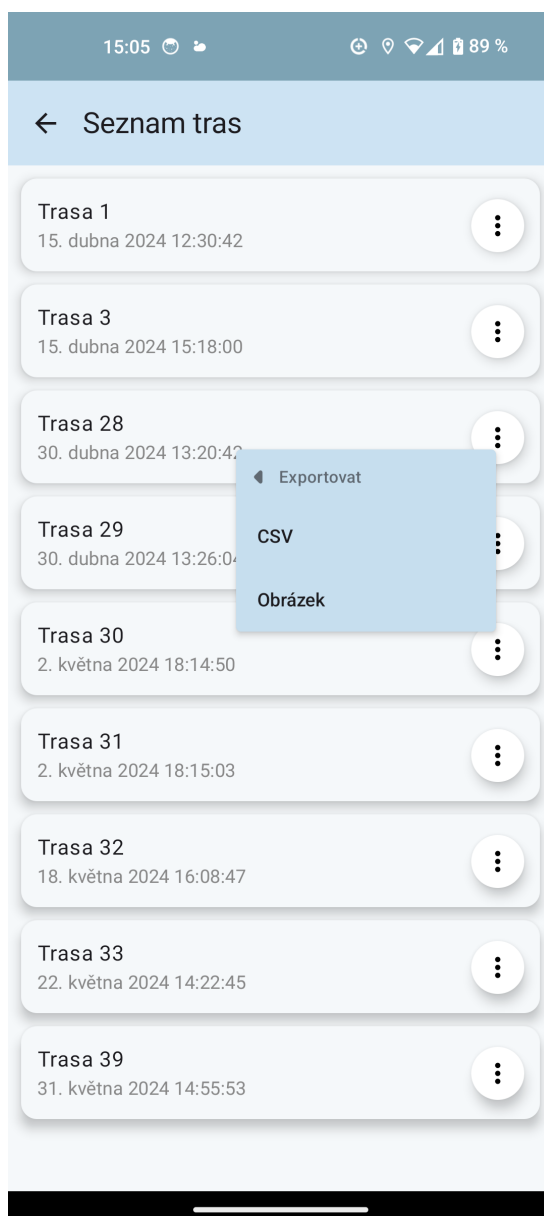 15:05 89 %
Seznam tras
Trasa 1
15. dubna 2024 12:30:42
Trasa 3
15. dubna 2024 15:18:00
Trasa 28
30. dubna 2024 13:20:42
Exportovat
CSV
Obrázek
Trasa 29
30. dubna 2024 13:26:04
Trasa 30
2. května 2024 18:14:50
Trasa 31
2. května 2024 18:15:03
Trasa 32
18. května 2024 16:08:47
Trasa 33
22. května 2024 14:22:45
Trasa 39
31. května 2024 14:55:53